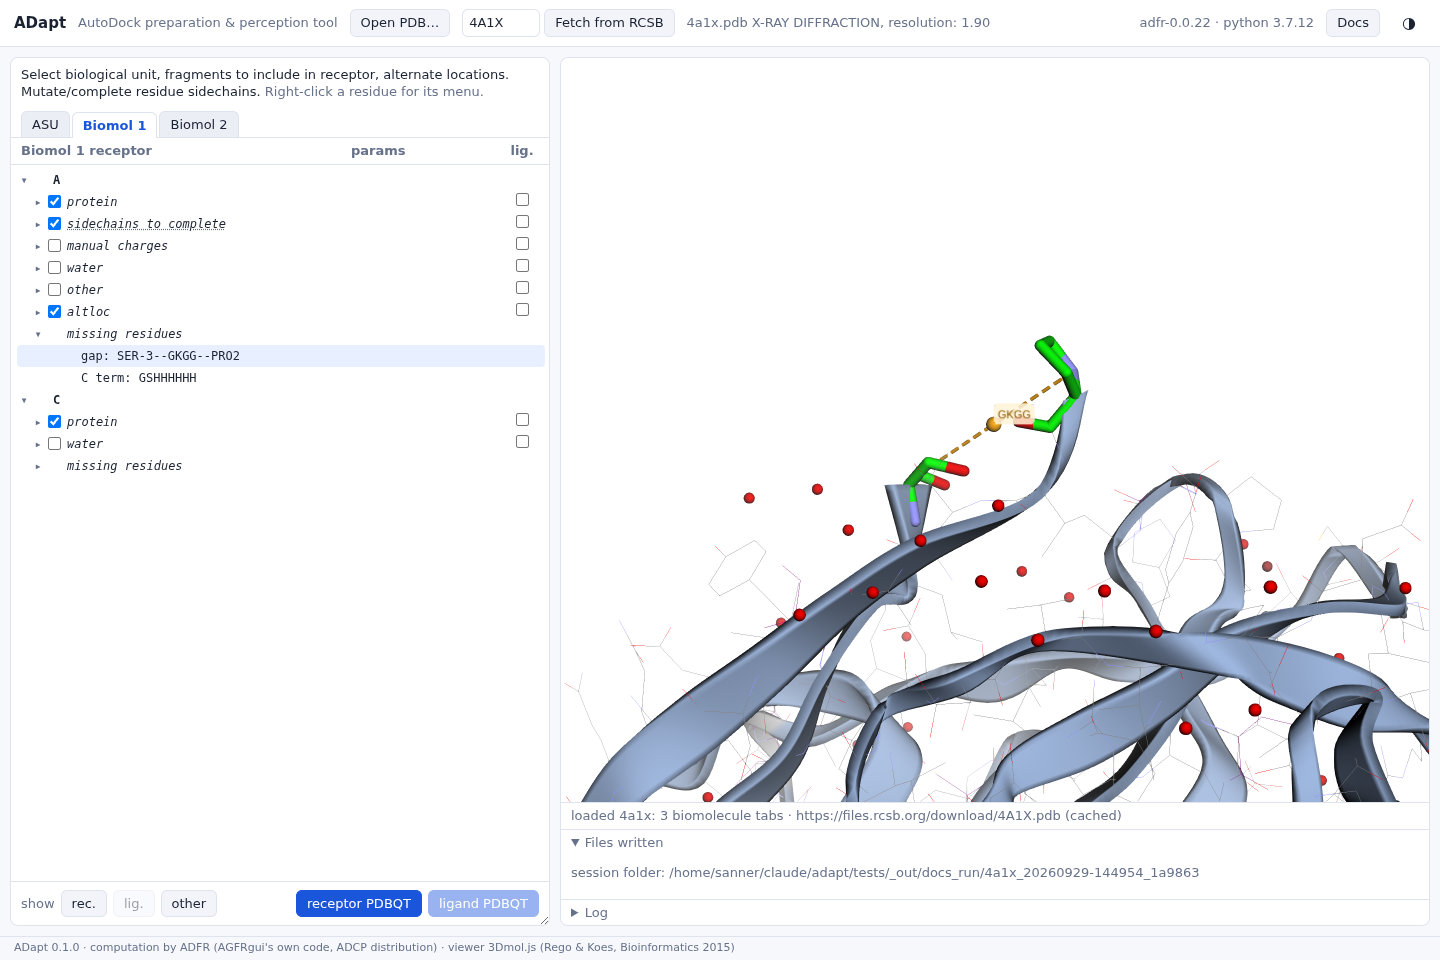 ADapt AutoDock preparation & perception tool Open PDB... 4A1X Fetch from RCSB 4a1x.pdb X-RAY DIFFRACTION, resolution: 1.90 adfr-0.0.22 · python 3.7.12 Docs
Select biological unit, fragments to include in receptor, alternate locations.
Mutate/complete residue sidechains. Right-click a residue for its menu.
ASU Biomol 1 Biomol 2
Biomol 1 receptor params lig.
A
protein
sidechains to complete
manual charges
water
other
altloc
missing residues
gap: SER-3--GKGG--PRO2
C term: GSHHHHHH
C
protein
water
missing residues
show rec. lig. other receptor PDBQT ligand PDBQT
GKGG
loaded 4a1x: 3 biomolecule tabs · https://files.rcsb.org/download/4A1X.pdb (cached)
Files written
session folder: /home/sanner/claude/adapt/tests/_out/docs_run/4a1x_20260929-144954_1a9863
Log
ADapt 0.1.0 · computation by ADFR (AGFRgui's own code, ADCP distribution) · viewer 3Dmol.js (Rego & Koes, Bioinformatics 2015)